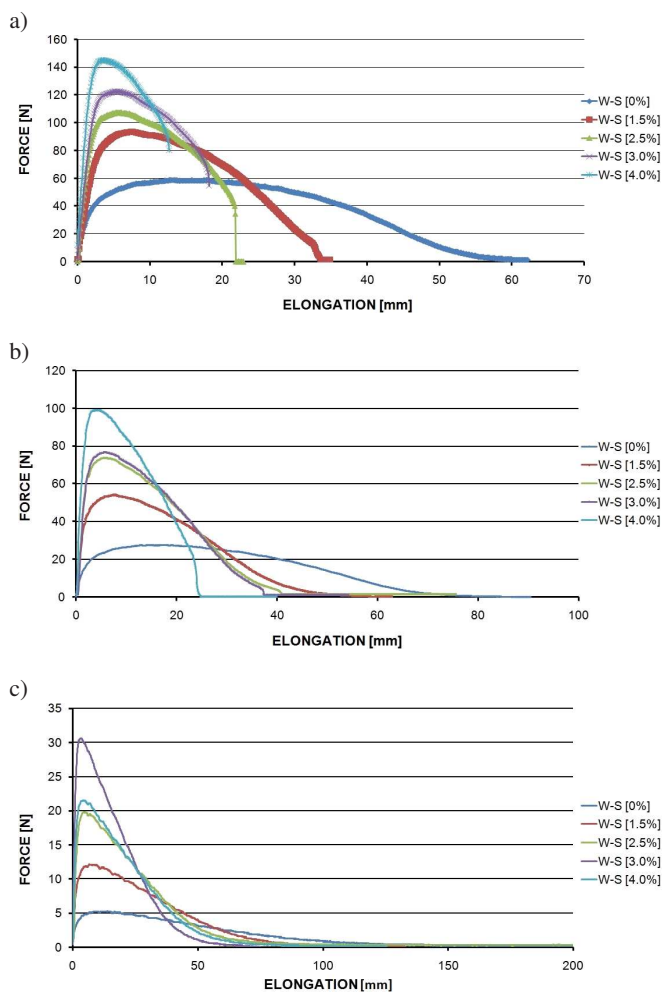 a)
160
140
120
100
80
60
40
20
0
FORCE [N]
0 10 20 30 40 50 60 70
ELONGATION [mm]
W-S [0%]
W-S [1.5%]
W-S [2.5%]
W-S [3.0%]
W-S [4.0%]
b)
120
100
80
60
40
20
0
FORCE [N]
0 20 40 60 80 100
ELONGATION [mm]
W-S [0%]
W-S [1.5%]
W-S [2.5%]
W-S [3.0%]
W-S [4.0%]
c)
35
30
25
20
15
10
5
0
FORCE [N]
0 50 100 150 200
ELONGATION [mm]
W-S [0%]
W-S [1.5%]
W-S [2.5%]
W-S [3.0%]
W-S [4.0%]